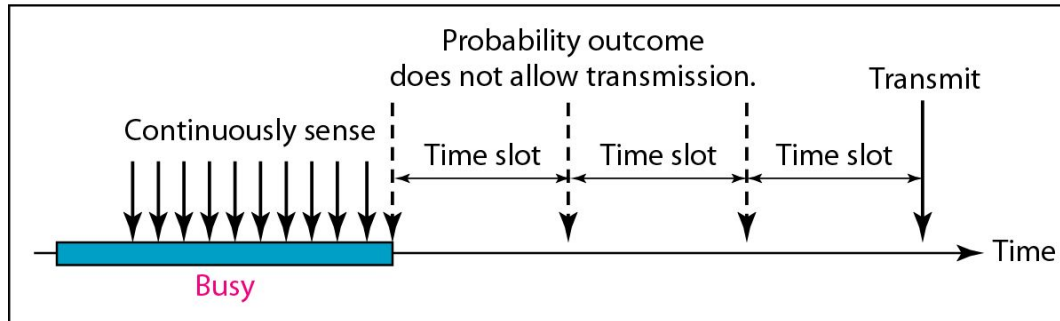 Probability outcome
does not allow transmission.
Transmit
Continuously sense
Time slot
Time slot
Time slot
Time
Busy